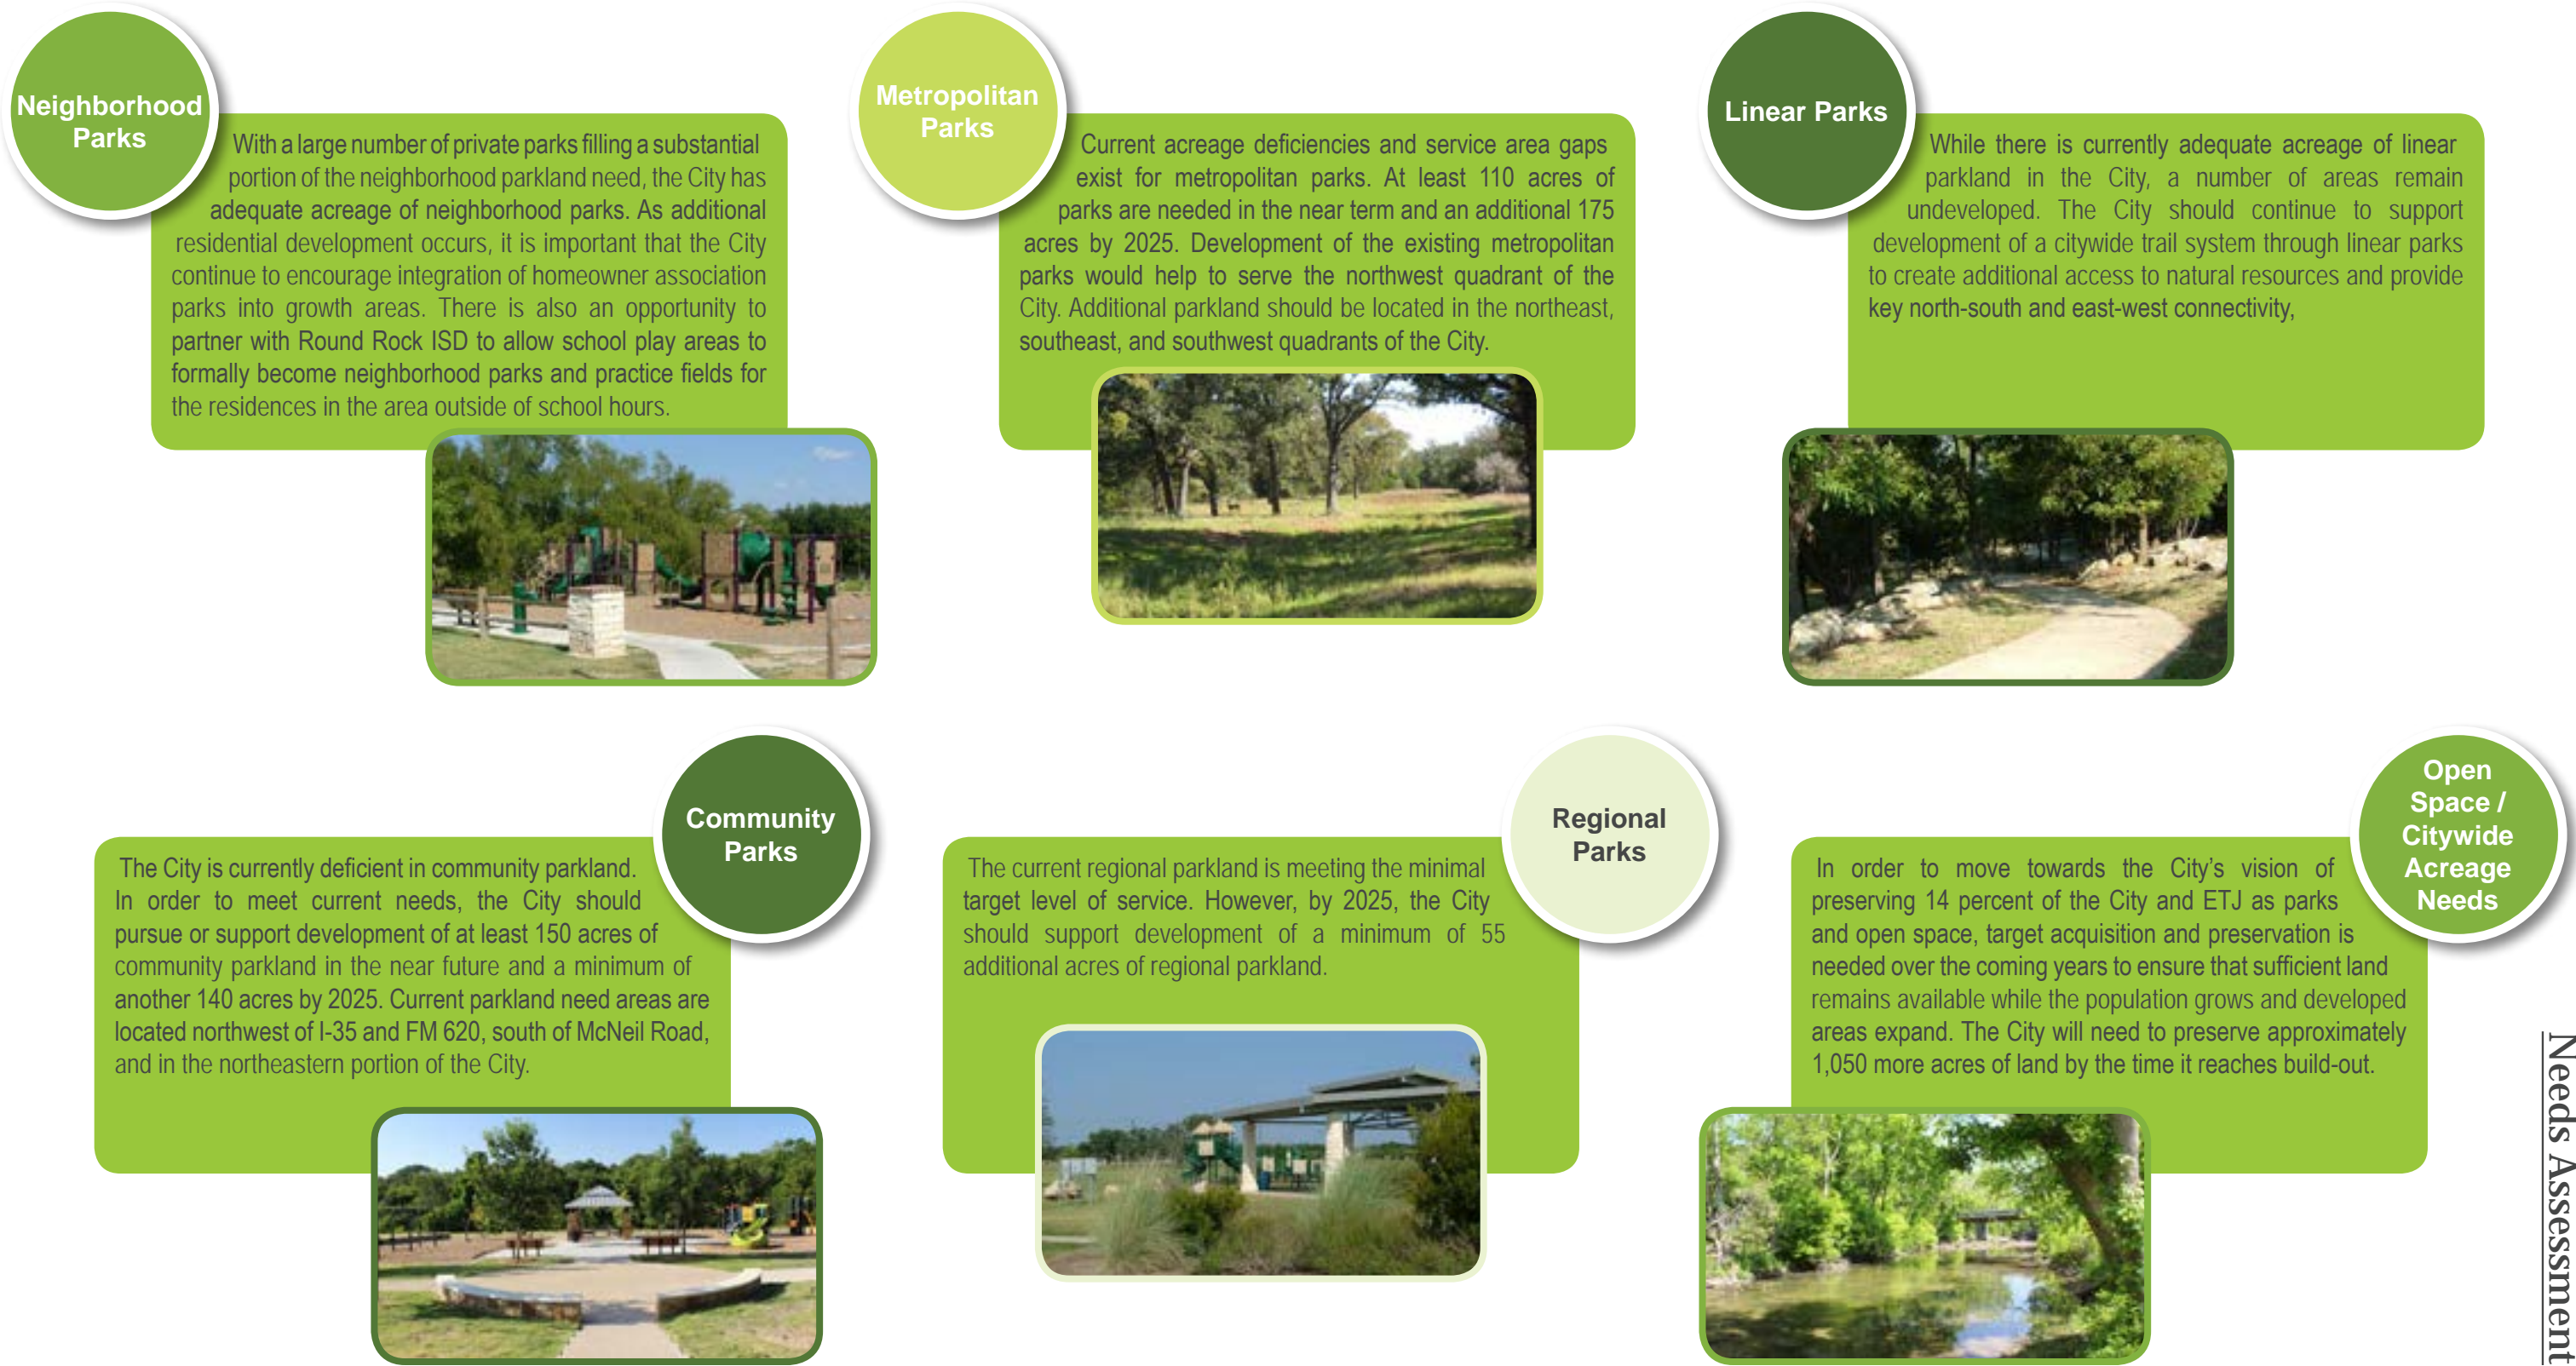 Neighborhood
Parks
With a large number of private parks filling a substantial
portion of the neighborhood parkland need, the City has
adequate acreage of neighborhood parks. As additional
residential development occurs, it is important that the City
continue to encourage integration of homeowner association
parks into growth areas. There is also an opportunity to
partner with Round Rock ISD to allow school play areas to
formally become neighborhood parks and practice fields for
the residences in the area outside of school hours.
Metropolitan
Parks
Current acreage deficiencies and service area gaps
exist for metropolitan parks. At least 110 acres of
parks are needed in the near term and an additional 175
acres by 2025. Development of the existing metropolitan
parks would help to serve the northwest quadrant of the
City. Additional parkland should be located in the northeast,
southeast, and southwest quadrants of the City.
Linear Parks
While there is currently adequate acreage of linear
parkland in the City, a number of areas remain
undeveloped. The City should continue to support
development of a citywide trail system through linear parks
to create additional access to natural resources and provide
key north-south and east-west connectivity,
Community
Parks
The City is currently deficient in community parkland.
In order to meet current needs, the City should
pursue or support development of at least 150 acres of
community parkland in the near future and a minimum of
another 140 acres by 2025. Current parkland need areas are
located northwest of I-35 and FM 620, south of McNeil Road,
and in the northeastern portion of the City.
Regional
Parks
The current regional parkland is meeting the minimal
target level of service. However, by 2025, the City
should support development of a minimum of 55
additional acres of regional parkland.
Open
Space /
Citywide
Acreage
Needs
In order to move towards the City's vision of
preserving 14 percent of the City and ETJ as parks
and open space, target acquisition and preservation is
needed over the coming years to ensure that sufficient land
remains available while the population grows and developed
areas expand. The City will need to preserve approximately
1,050 more acres of land by the time it reaches build-out.
Needs Assessment